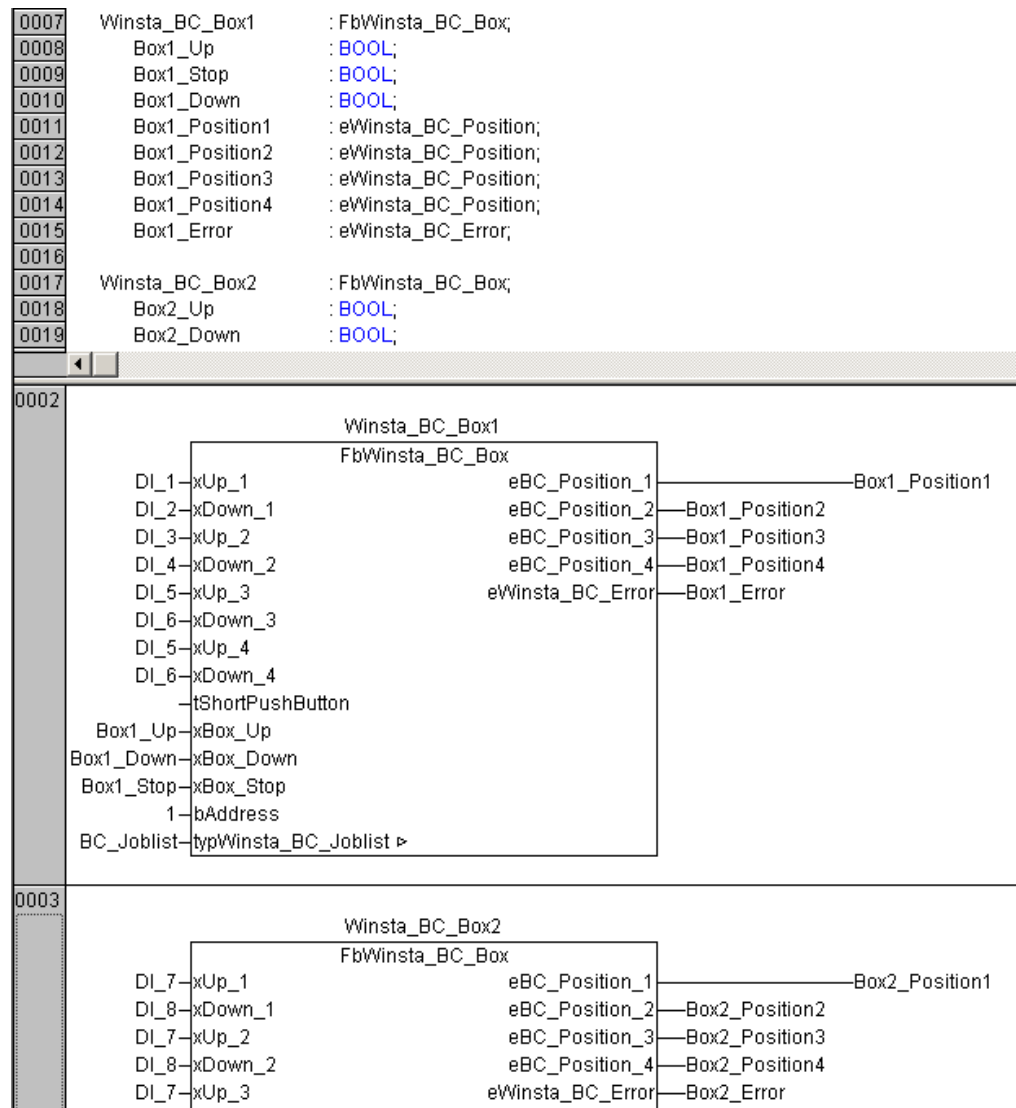 0007 Winsta_BC_Box1 : FbWinsta_BC_Box;
0008 Box1_Up : BOOL;
0009 Box1_Stop : BOOL;
0010 Box1_Down : BOOL;
0011 Box1_Position1 : eWinsta_BC_Position;
0012 Box1_Position2 : eWinsta_BC_Position;
0013 Box1_Position3 : eWinsta_BC_Position;
0014 Box1_Position4 : eWinsta_BC_Position;
0015 Box1_Error : eWinsta_BC_Error;
0016
0017 Winsta_BC_Box2 : FbWinsta_BC_Box;
0018 Box2_Up : BOOL;
0019 Box2_Down : BOOL;
0002
Winsta_BC_Box1
FbWinsta_BC_Box
DI_1 xUp_1 eBC_Position_1 Box1_Position1
DI_2 xDown_1 eBC_Position_2 Box1_Position2
DI_3 xUp_2 eBC_Position_3 Box1_Position3
DI_4 xDown_2 eBC_Position_4 Box1_Position4
DI_5 xUp_3 eWinsta_BC_Error Box1_Error
DI_6 xDown_3
DI_5 xUp_4
DI_6 xDown_4
tShortPushButton
Box1_Up xBox_Up
Box1_Down xBox_Down
Box1_Stop xBox_Stop
1 bAddress
BC_Joblist typWinsta_BC_Joblist ▹
0003
Winsta_BC_Box2
FbWinsta_BC_Box
DI_7 xUp_1 eBC_Position_1 Box2_Position1
DI_8 xDown_1 eBC_Position_2 Box2_Position2
DI_7 xUp_2 eBC_Position_3 Box2_Position3
DI_8 xDown_2 eBC_Position_4 Box2_Position4
DI_7 xUp_3 eWinsta_BC_Error Box2_Error